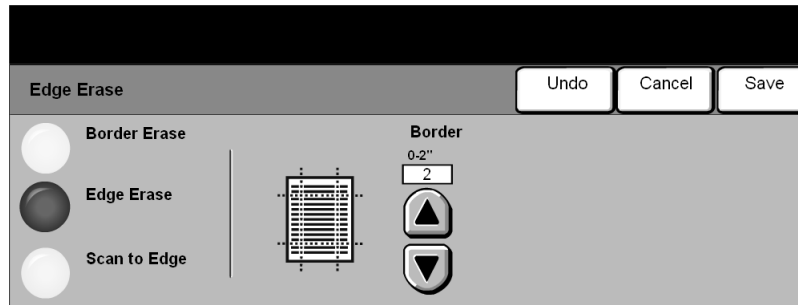 Edge Erase
Undo
Cancel
Save
Border Erase
Edge Erase
Scan to Edge
Border
0-2"
2